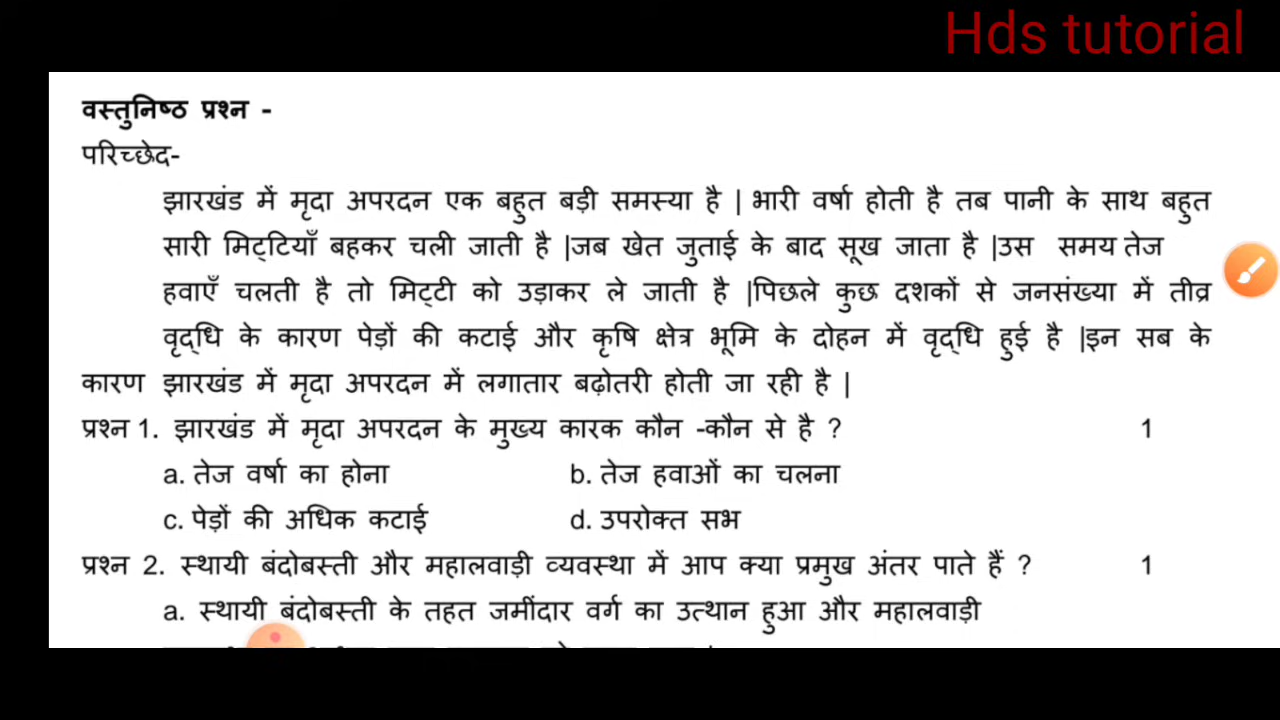 Hds tutorial
वस्तुनिष्ठ प्रश्न -
परिच्छेद-
झारखंड में मृदा अपरदन एक बहुत बड़ी समस्या है | भारी वर्षा होती है तब पानी के साथ बहुत
सारी मिट्टियाँ बहकर चली जाती है |जब खेत जुताई के बाद सूख जाता है |उस समय तेज
हवाएँ चलती है तो मिट्टी को उड़ाकर ले जाती है |पिछले कुछ दशकों से जनसंख्या में तीव्र
वृद्धि के कारण पेड़ों की कटाई और कृषि क्षेत्र भूमि के दोहन में वृद्धि हुई है |इन सब के
कारण झारखंड में मृदा अपरदन में लगातार बढ़ोतरी होती जा रही है |
प्रश्न 1. झारखंड में मृदा अपरदन के मुख्य कारक कौन -कौन से है ? 1
a. तेज वर्षा का होना b. तेज हवाओं का चलना
c. पेड़ों की अधिक कटाई d. उपरोक्त सभ
प्रश्न 2. स्थायी बंदोबस्ती और महालवाड़ी व्यवस्था में आप क्या प्रमुख अंतर पाते हैं ? 1
a. स्थायी बंदोबस्ती के तहत जमींदार वर्ग का उत्थान हुआ और महालवाड़ी